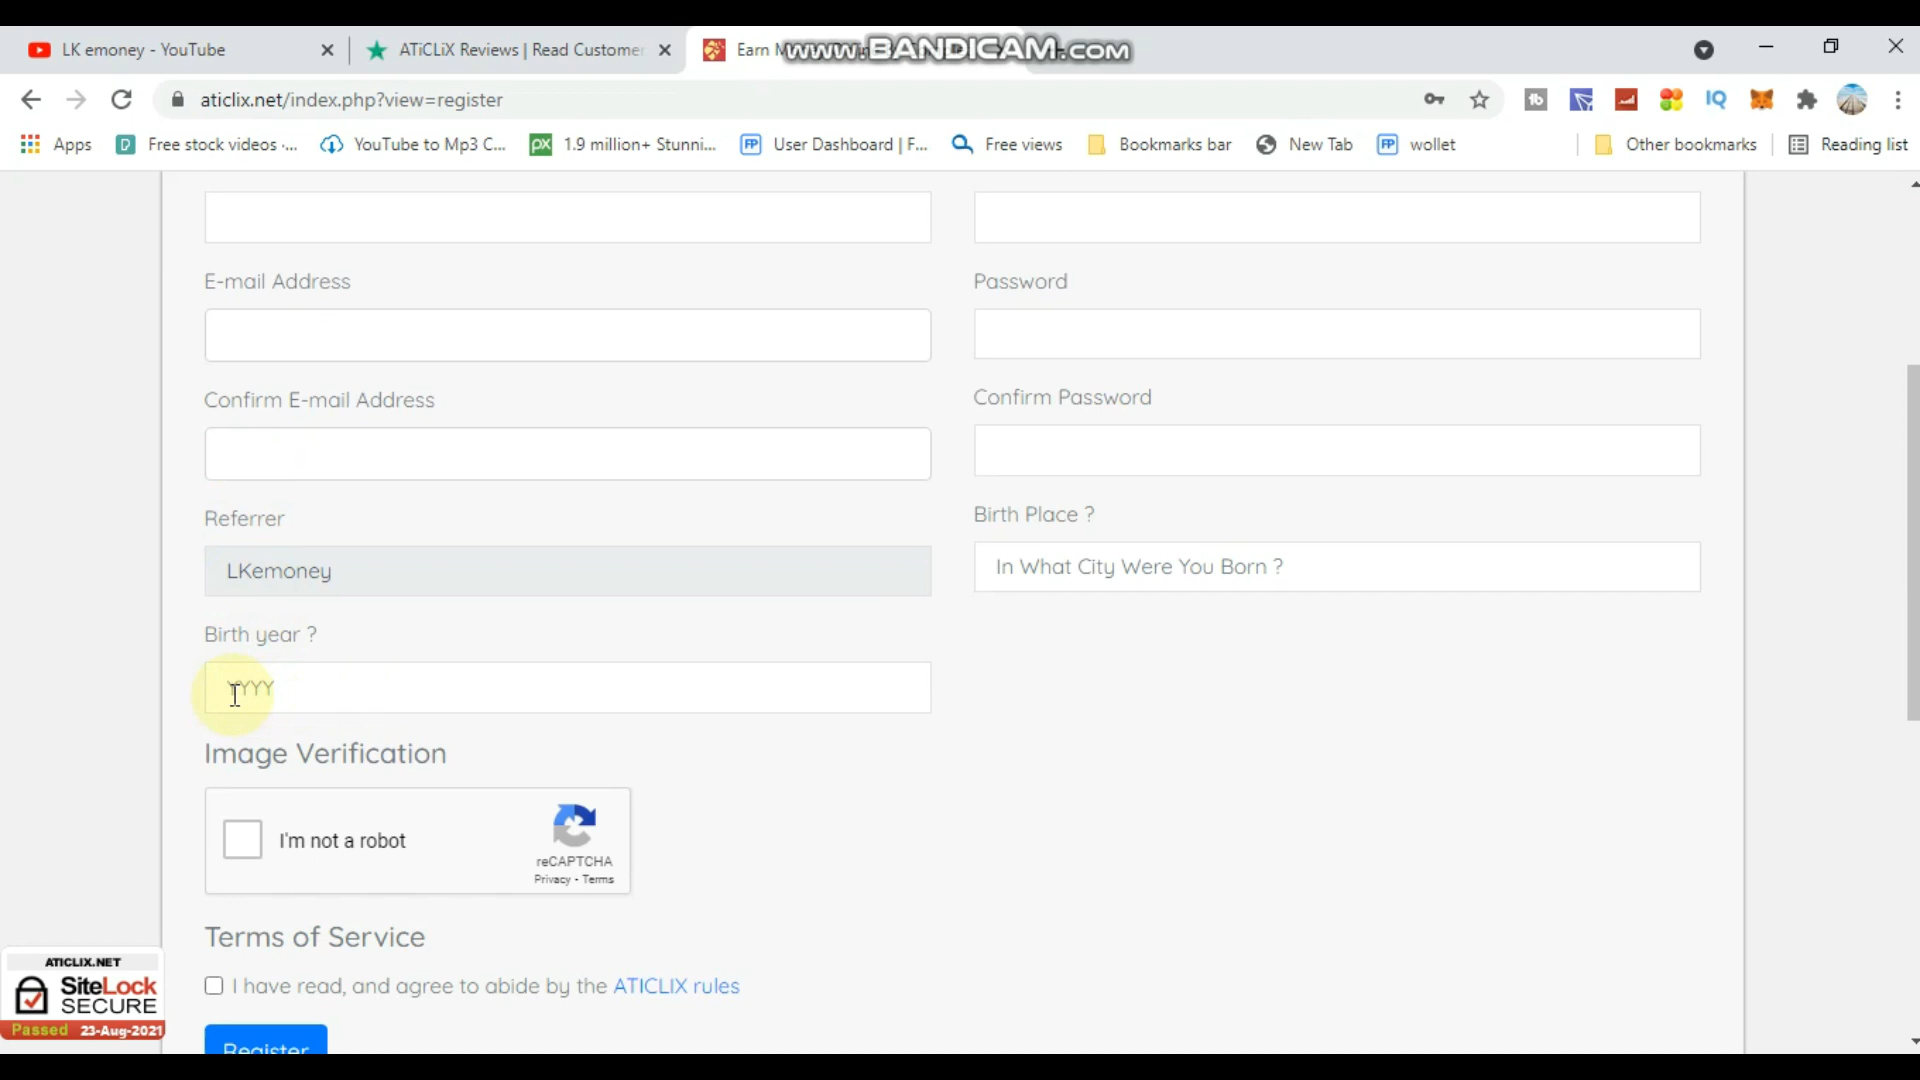 LK emoney - YouTube
ATiCLiX Reviews | Read Customer
Earn M
www.BANDICAM.com
aticlix.net/index.php?view=register
Apps
Free stock videos ·...
YouTube to Mp3 C...
1.9 million+ Stunni...
User Dashboard | F...
Free views
Bookmarks bar
New Tab
wollet
Other bookmarks
Reading list
E-mail Address
Password
Confirm E-mail Address
Confirm Password
Referrer
Birth Place ?
LKemoney
In What City Were You Born ?
Birth year ?
YYYY
Image Verification
I'm not a robot
reCAPTCHA
Privacy - Terms
Terms of Service
I have read, and agree to abide by the ATICLIX rules
Register
ATICLIX.NET
SiteLock
SECURE
Passed 23-Aug-2021